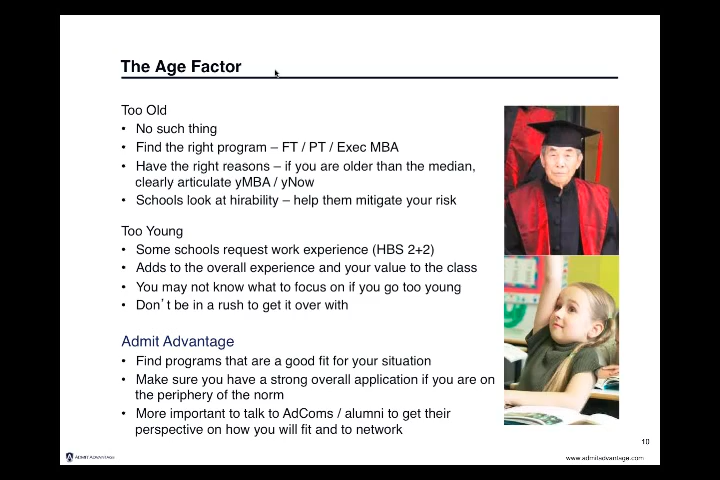 The Age Factor
Too Old
• No such thing
• Find the right program – FT / PT / Exec MBA
• Have the right reasons – if you are older than the median,
clearly articulate yMBA / yNow
• Schools look at hirability – help them mitigate your risk
Too Young
• Some schools request work experience (HBS 2+2)
• Adds to the overall experience and your value to the class
• You may not know what to focus on if you go too young
• Don't be in a rush to get it over with
Admit Advantage
• Find programs that are a good fit for your situation
• Make sure you have a strong overall application if you are on
the periphery of the norm
• More important to talk to AdComs / alumni to get their
perspective on how you will fit and to network
10
ADMIT ADVANTAGE
www.admitadvantage.com